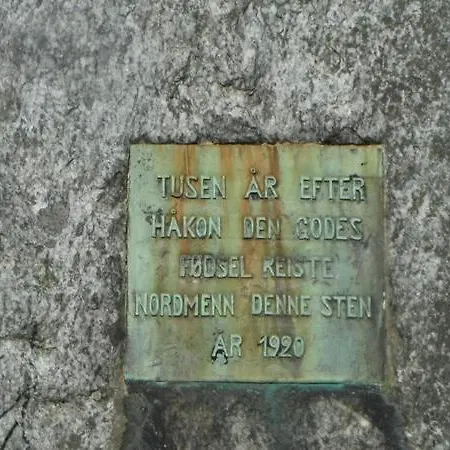 TUSEN ÅR EFTER
HÅKON DEN GODES
FØDSEL REISTE
NORDMENN DENNE STEN
ÅR 1920